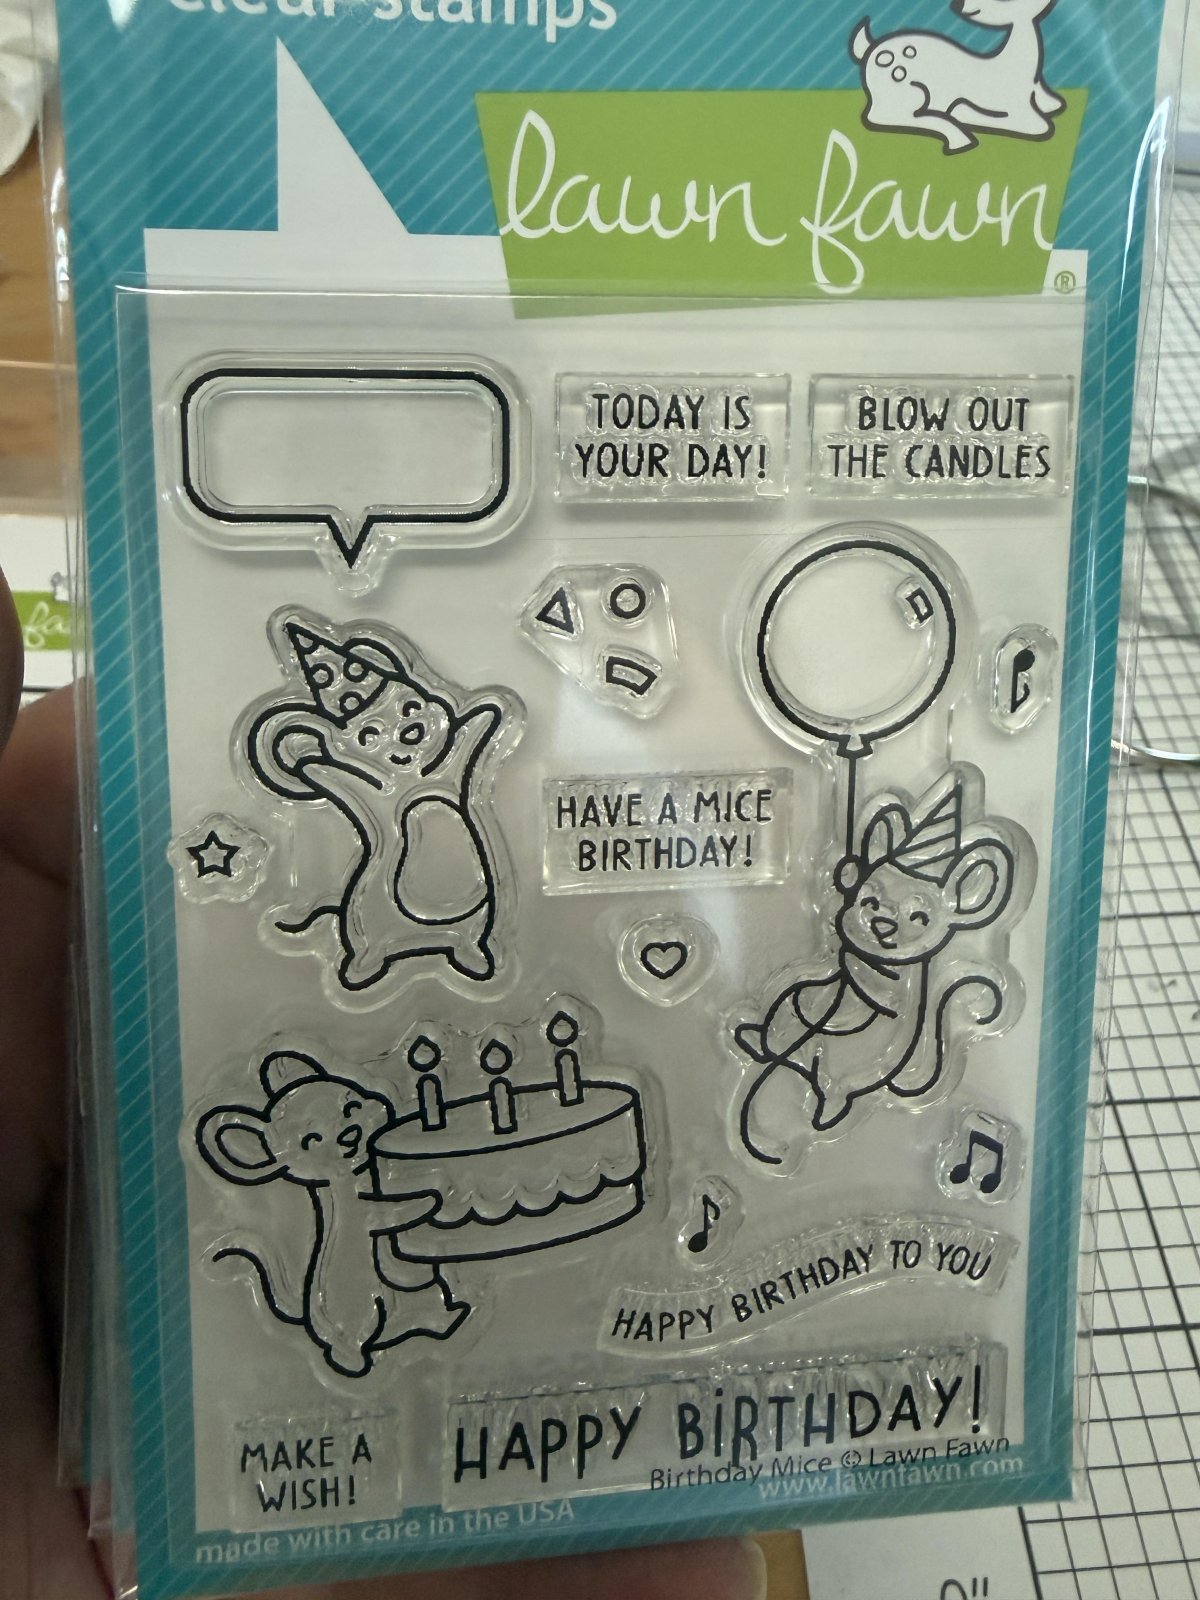 clear stamps
lawn fawn
®
TODAY IS
YOUR DAY!
BLOW OUT
THE CANDLES
HAVE A MICE
BIRTHDAY!
HAPPY BIRTHDAY TO YOU
HAPPY BiRTHDAY!
MAKE A
WISH!
Birthday Mice © Lawn Fawn
www.lawnfawn.com
made with care in the USA
fa